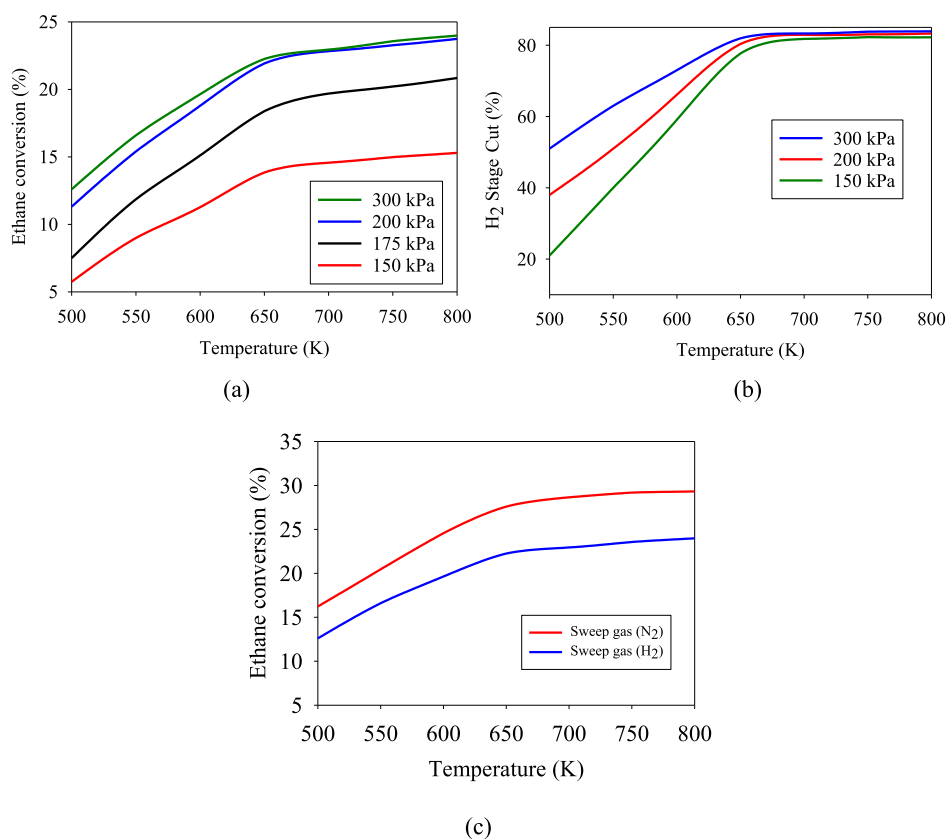 25
20
15
10
5
Ethane conversion (%)
300 kPa
200 kPa
175 kPa
150 kPa
500 550 600 650 700 750 800
Temperature (K)
(a)
80
60
40
20
H2 Stage Cut (%)
300 kPa
200 kPa
150 kPa
500 550 600 650 700 750 800
Temperature (K)
(b)
35
30
25
20
15
10
5
Ethane conversion (%)
Sweep gas (N2)
Sweep gas (H2)
500 550 600 650 700 750 800
Temperature (K)
(c)